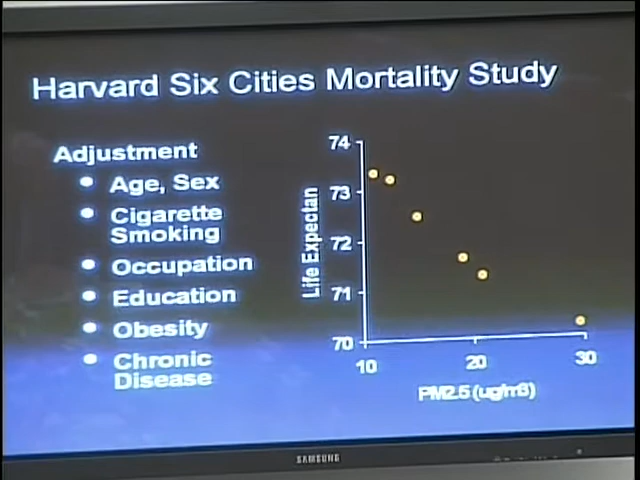 Harvard Six Cities Mortality Study
Adjustment
• Age, Sex
• Cigarette
Smoking
• Occupation
• Education
• Obesity
• Chronic
Disease
Life Expectan
74
73
72
71
70
10
20
30
PM2.5 (ug/m3)
SAMSUNG